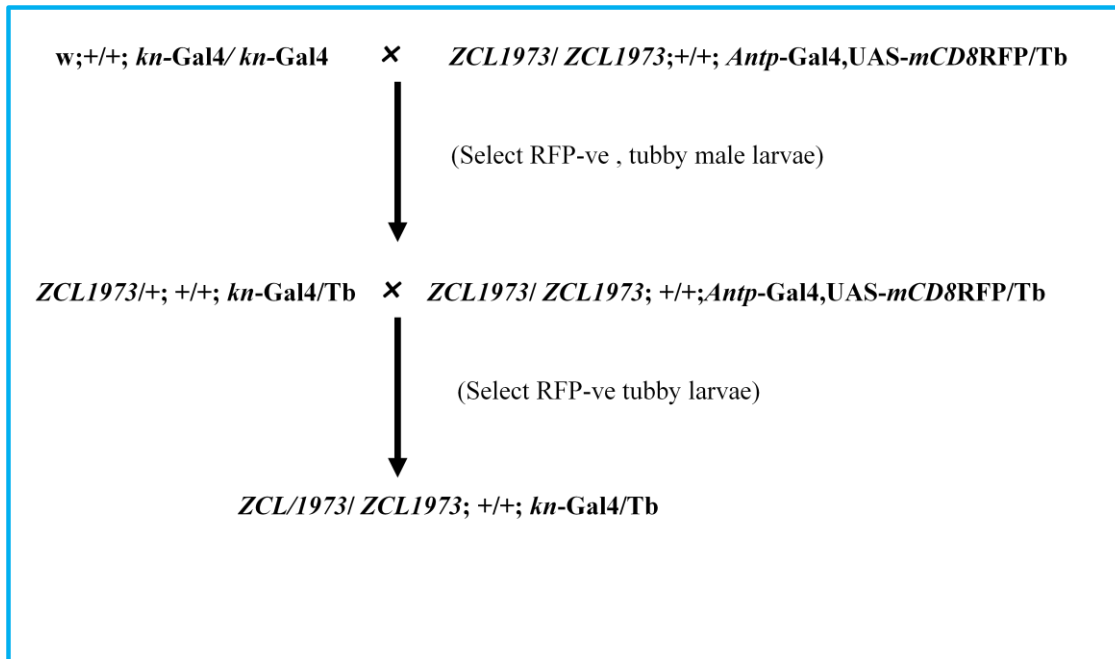 w;+/+; kn-Gal4/ kn-Gal4 × ZCL1973/ ZCL1973;+/+; Antp-Gal4,UAS-mCD8RFP/Tb
(Select RFP-ve , tubby male larvae)
ZCL1973/+; +/+; kn-Gal4/Tb × ZCL1973/ ZCL1973; +/+;Antp-Gal4,UAS-mCD8RFP/Tb
(Select RFP-ve tubby larvae)
ZCL/1973/ ZCL1973; +/+; kn-Gal4/Tb